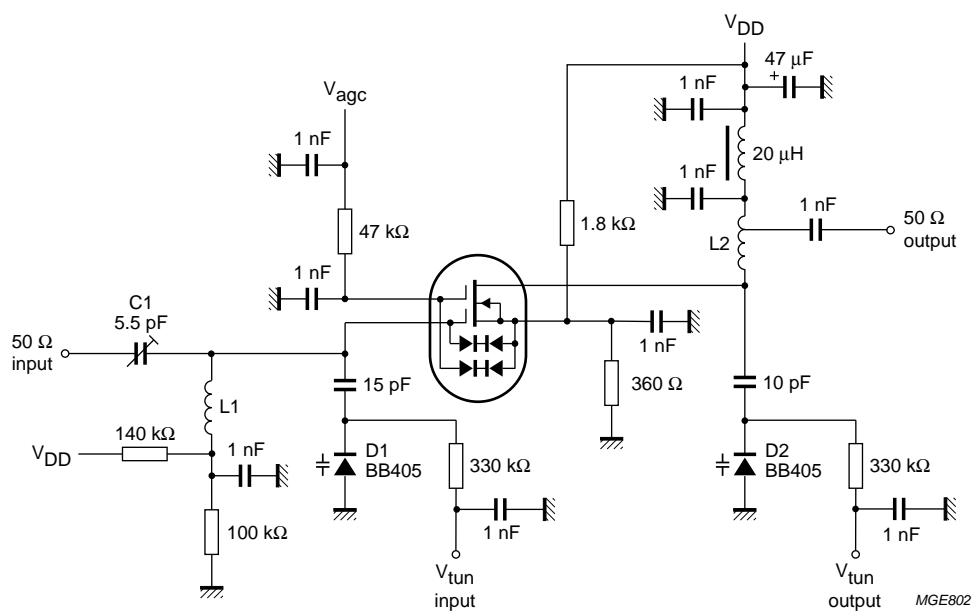 VDD
47 μF
+
1 nF
Vagc
1 nF
20 μH
1 nF
1 nF
50 Ω
output
1.8 kΩ
47 kΩ
L2
1 nF
C1
5.5 pF
50 Ω
input
1 nF
15 pF
360 Ω
10 pF
L1
140 kΩ
VDD
1 nF
D1
BB405
330 kΩ
D2
BB405
330 kΩ
100 kΩ
1 nF
1 nF
Vtun
input
Vtun
output
MGE802